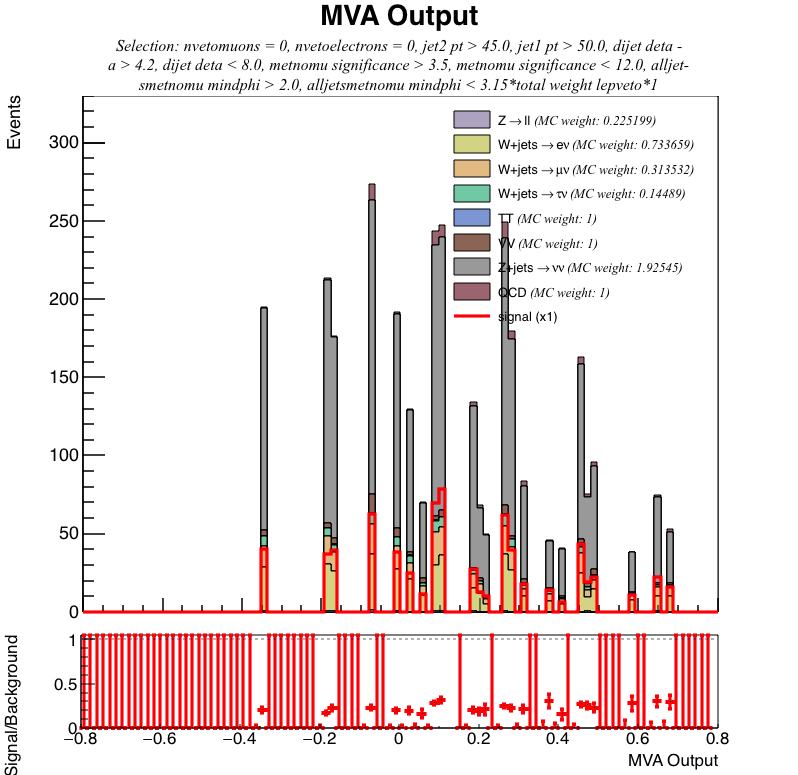 MVA Output
Selection: nvetomuons = 0, nvetoelectrons = 0, jet2 pt > 45.0, jet1 pt > 50.0, dijet deta -
a > 4.2, dijet deta < 8.0, metnomu significance > 3.5, metnomu significance < 12.0, alljet-
smetnomu mindphi > 2.0, alljetsmetnomu mindphi < 3.15*total weight lepveto*1
Events
300
250
200
150
100
50
0
Z→ll (MC weight: 0.225199)
W+jets→eν (MC weight: 0.733659)
W+jets→μν (MC weight: 0.313532)
W+jets→τν (MC weight: 0.14489)
TT (MC weight: 1)
VV (MC weight: 1)
Z+jets→νν (MC weight: 1.92545)
QCD (MC weight: 1)
signal (x1)
Signal/Background
1
0.5
0
−0.8 −0.6 −0.4 −0.2 0 0.2 0.4 0.6 0.8
MVA Output